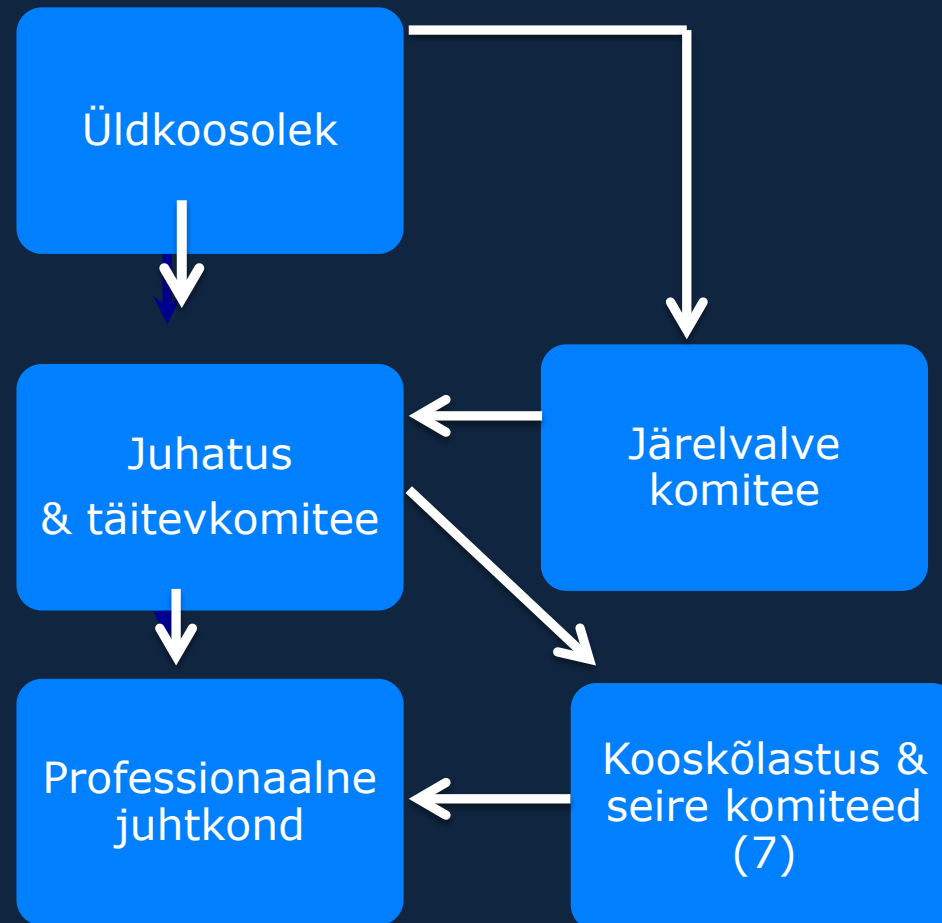 Üldkoosolek
Juhatus
& täitevkomitee
Järelvalve
komitee
Professionaalne
juhtkond
Kooskõlastus &
seire komiteed
(7)